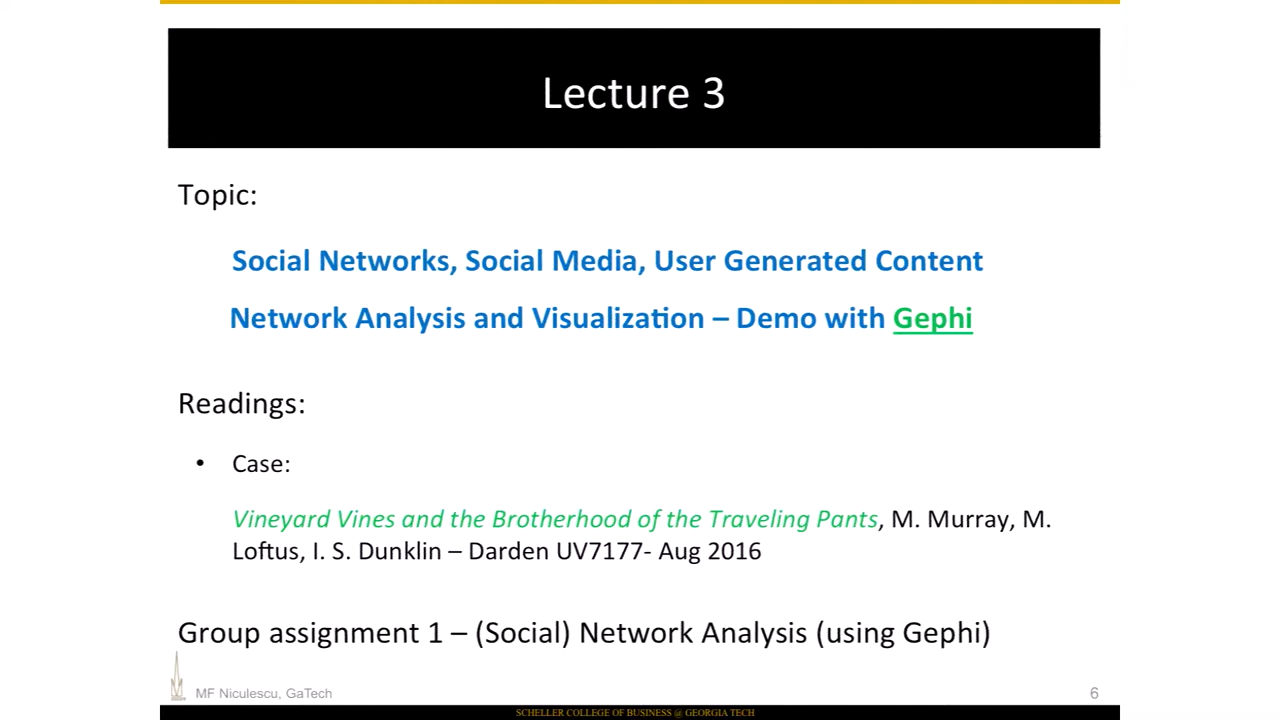 Lecture 3
Topic:
Social Networks, Social Media, User Generated Content
Network Analysis and Visualization – Demo with Gephi
Readings:
• Case:
Vineyard Vines and the Brotherhood of the Traveling Pants, M. Murray, M.
Loftus, I. S. Dunklin – Darden UV7177- Aug 2016
Group assignment 1 – (Social) Network Analysis (using Gephi)
MF Niculescu, GaTech
6
SCHELLER COLLEGE OF BUSINESS @ GEORGIA TECH